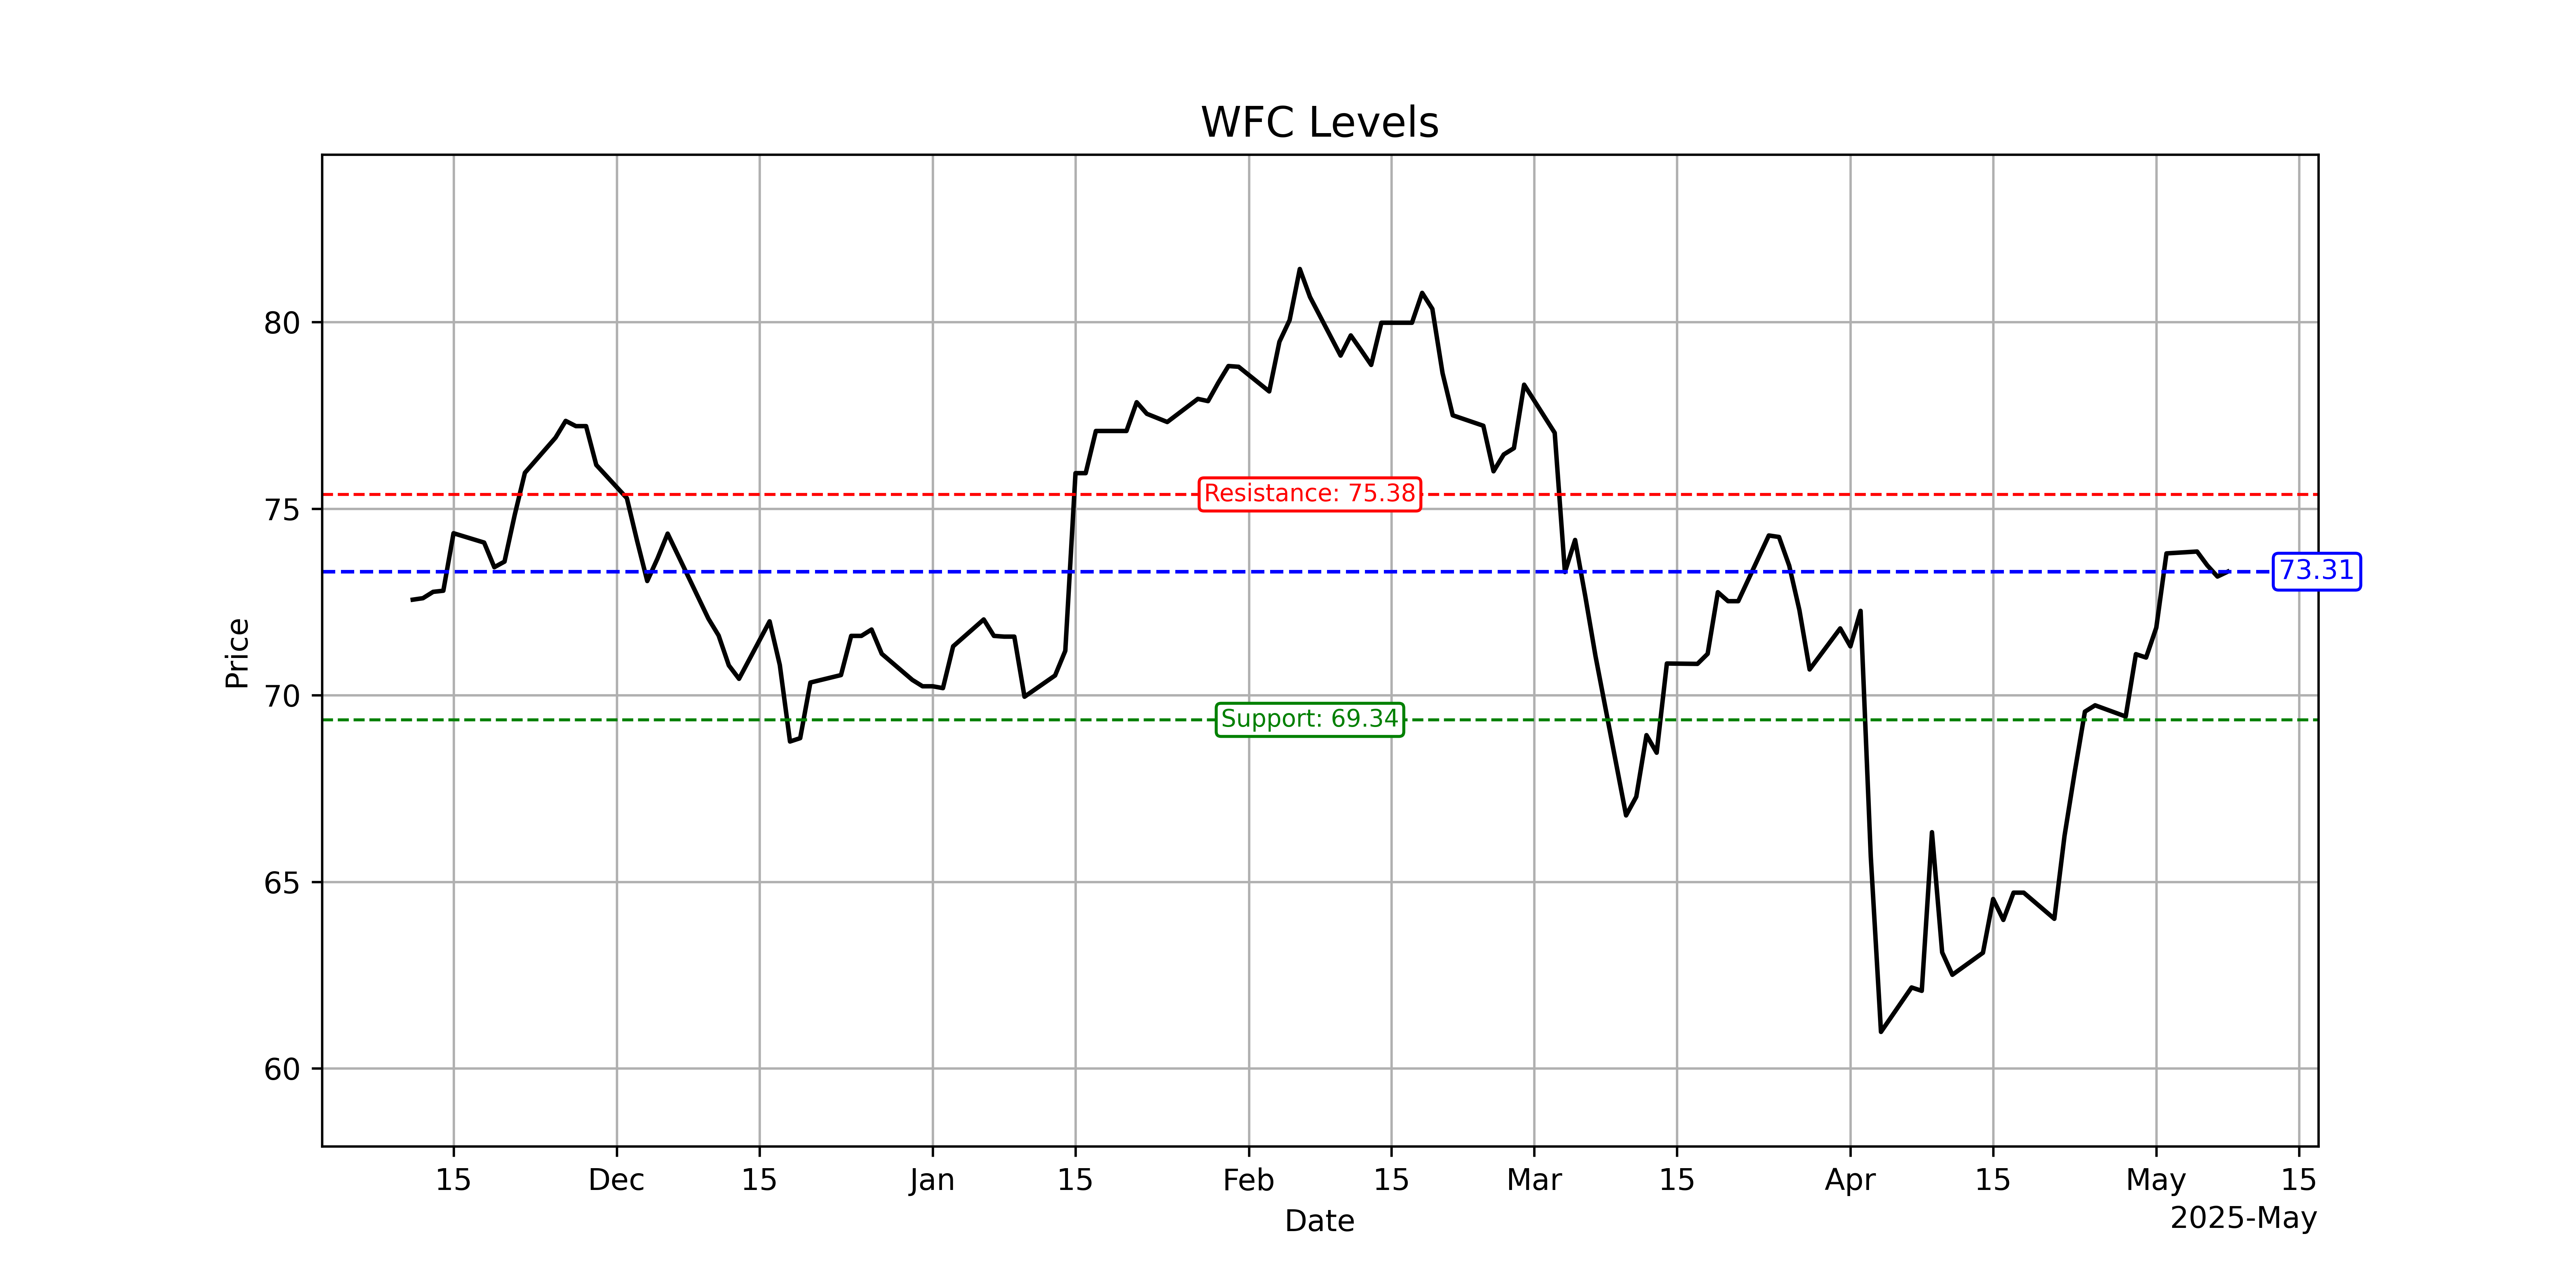 WFC Levels
80
75
70
65
60
Price
Resistance: 75.38
73.31
Support: 69.34
15 Dec 15 Jan 15 Feb 15 Mar 15 Apr 15 May 15
Date
2025-May